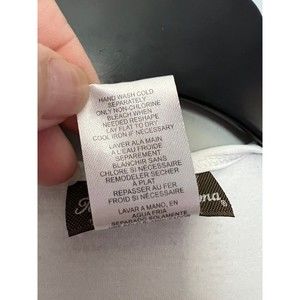 HAND WASH COLD
SEPARATELY
ONLY NON-CHLORINE
BLEACH WHEN
NEEDED RESHAPE
LAY FLAT TO DRY
COOL IRON IF NECESSARY
LAVER ALA MAIN
A L'EAU FROIDE
SEPAREMENT
BLANCHIR SANS
CHLORE SI NECESSAIRE
REMODELER SECHER
A PLAT
REPASSER AU FER
FROID SI NECESSAIRE
LAVAR A MANO, EN
AGUA FRIA
SEPARADO SOLAMENTE